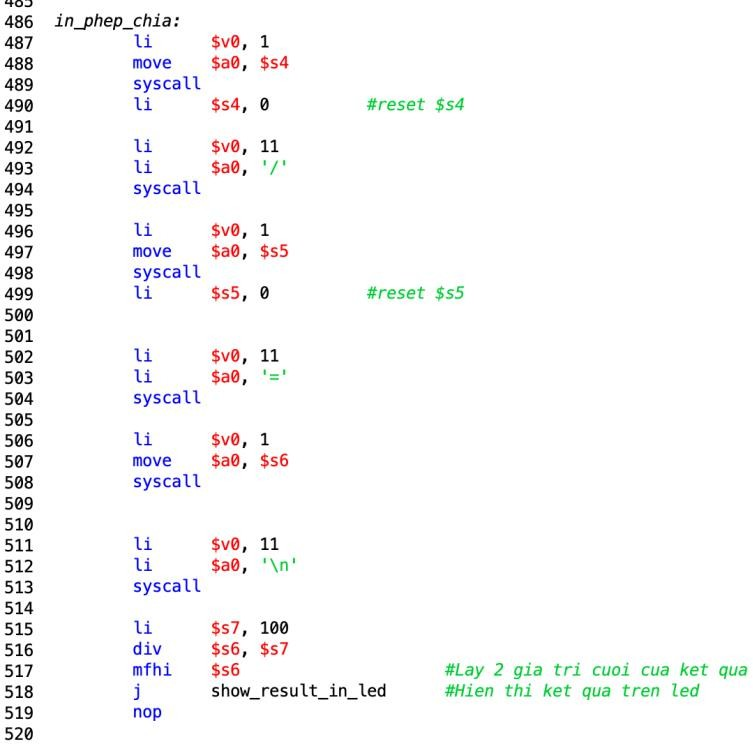 485
486 in_phep_chia:
487 li $v0, 1
488 move $a0, $s4
489 syscall
490 li $s4, 0 #reset $s4
491
492 li $v0, 11
493 li $a0, '/'
494 syscall
495
496 li $v0, 1
497 move $a0, $s5
498 syscall
499 li $s5, 0 #reset $s5
500
501
502 li $v0, 11
503 li $a0, '='
504 syscall
505
506 li $v0, 1
507 move $a0, $s6
508 syscall
509
510
511 li $v0, 11
512 li $a0, '\n'
513 syscall
514
515 li $s7, 100
516 div $s6, $s7
517 mfhi $s6 #Lay 2 gia tri cuoi cua ket qua
518 j show_result_in_led #Hien thi ket qua tren led
519 nop
520